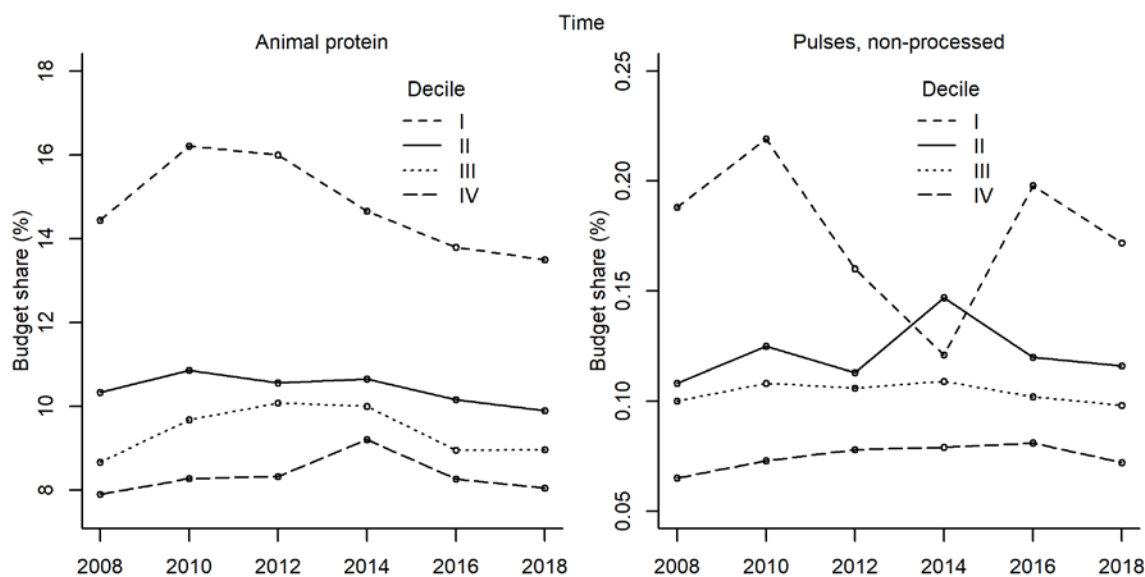 Time
Animal protein
Budget share (%)
18
16
14
12
10
8
Decile
I
II
III
IV
2008 2010 2012 2014 2016 2018
Pulses, non-processed
Budget share (%)
0.25
0.20
0.15
0.10
0.05
Decile
I
II
III
IV
2008 2010 2012 2014 2016 2018